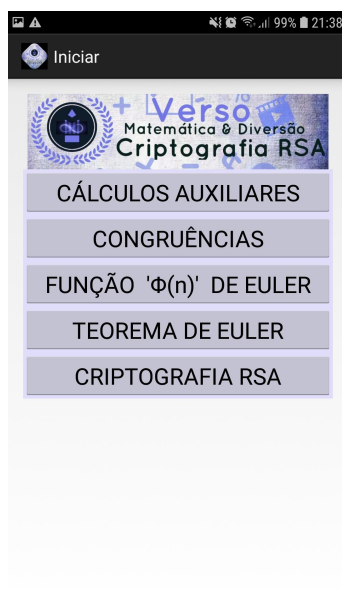 99% 21:38
Iniciar
Verso
Matemática & Diversão
Criptografia RSA
CÁLCULOS AUXILIARES
CONGRUÊNCIAS
FUNÇÃO 'Φ(n)' DE EULER
TEOREMA DE EULER
CRIPTOGRAFIA RSA